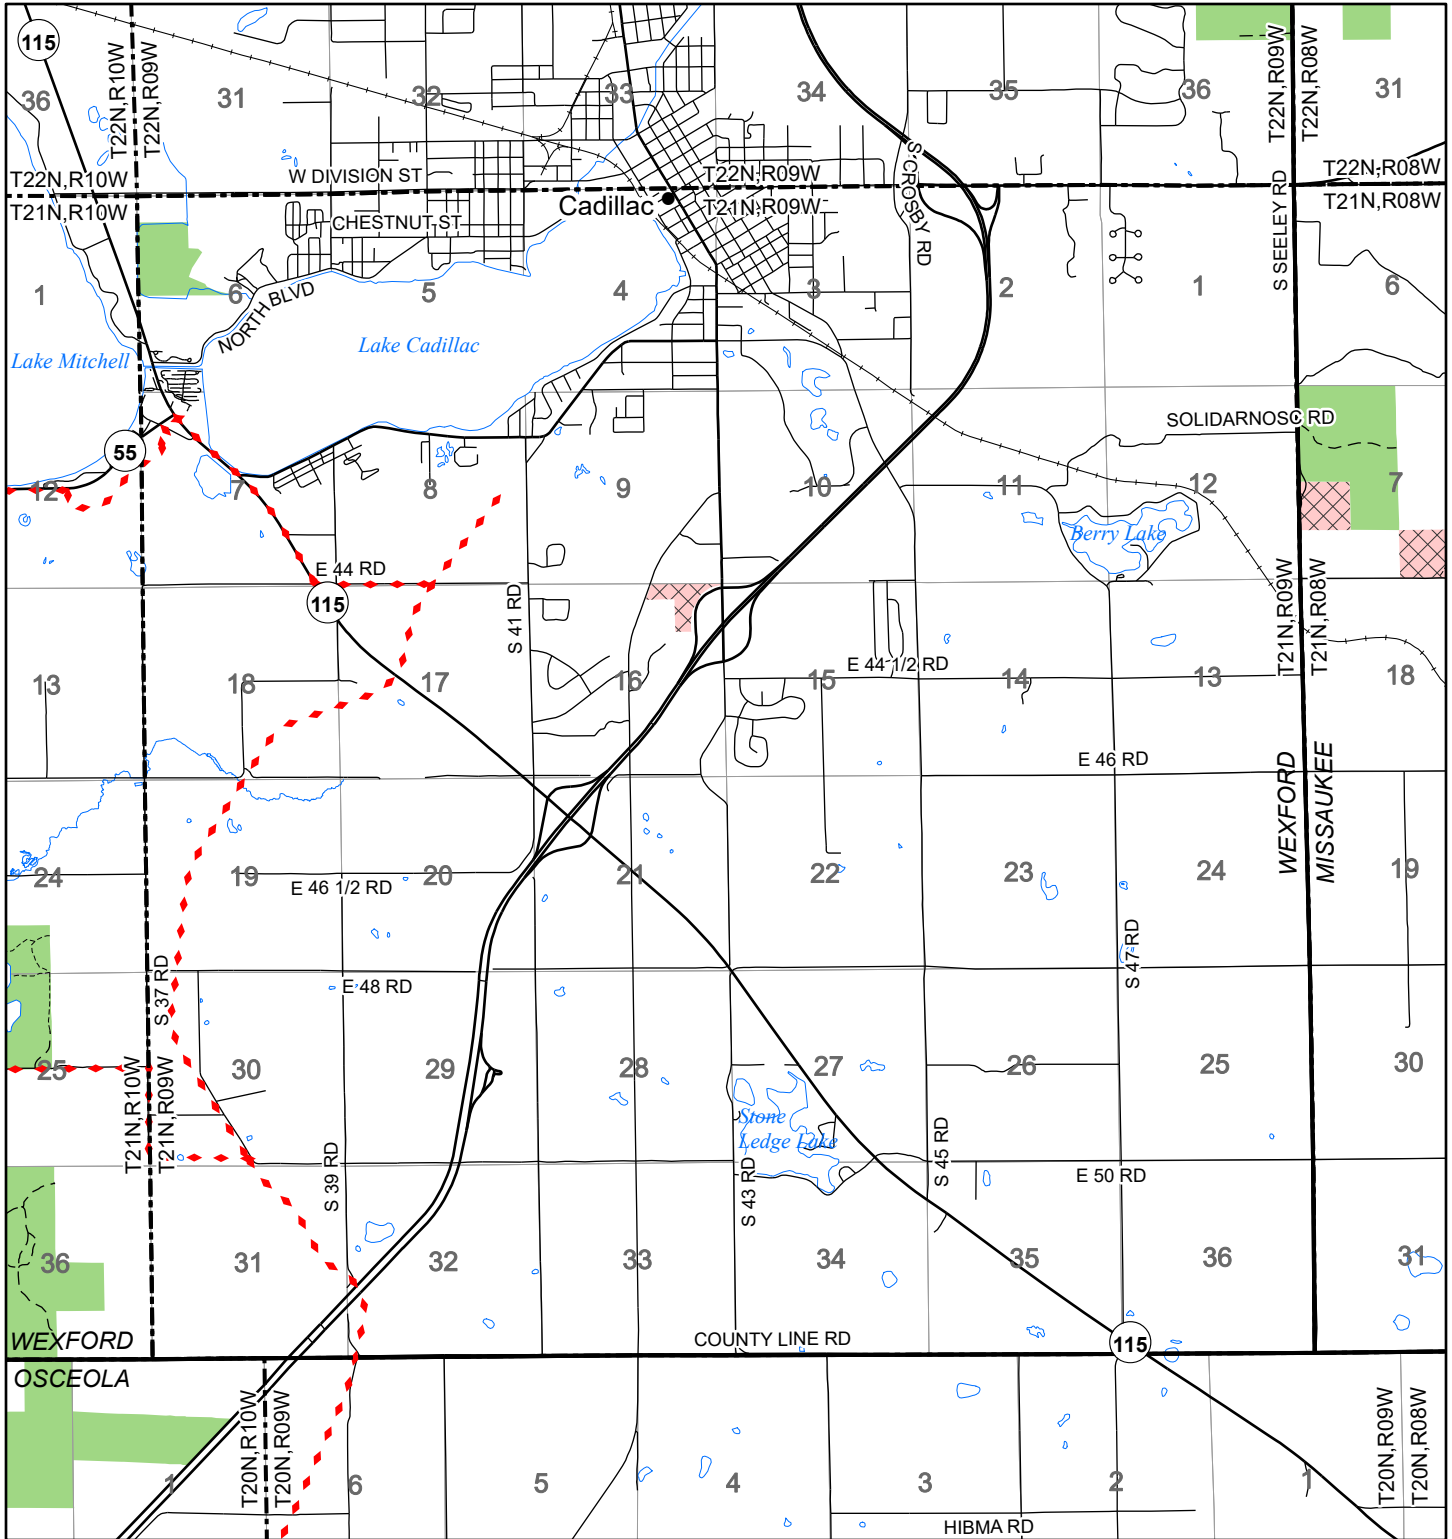 115
T22N,R10W
T22N,R09W
T22N,R09W
T22N,R08W
36
31
32
33
34
35
36
31
T22N,R10W
T21N,R10W
W DIVISION ST
T22N,R09W
T21N,R09W
T22N,R08W
T21N,R08W
Cadillac
CHESTNUT ST
S CROSBY RD
S SEELEY RD
1
6
5
4
3
2
1
6
NORTH BLVD
Lake Mitchell
Lake Cadillac
SOLIDARNOSC RD
55
12
7
8
9
10
11
12
7
Berry Lake
E 44 RD
115
S 41 RD
T21N,R09W
T21N,R08W
E 44 1/2 RD
13
18
17
16
15
14
13
18
E 46 RD
WEXFORD
MISSAUKEE
24
19
20
21
22
23
24
19
E 46 1/2 RD
S 37 RD
E 48 RD
S 47 RD
25
30
29
28
27
26
25
30
T21N,R10W
T21N,R09W
Stone
Ledge Lake
S 39 RD
S 43 RD
S 45 RD
E 50 RD
36
31
32
33
34
35
36
31
WEXFORD
COUNTY LINE RD
115
OSCEOLA
T20N,R10W
T20N,R09W
T20N,R09W
T20N,R08W
1
6
5
4
3
2
1
HIBMA RD